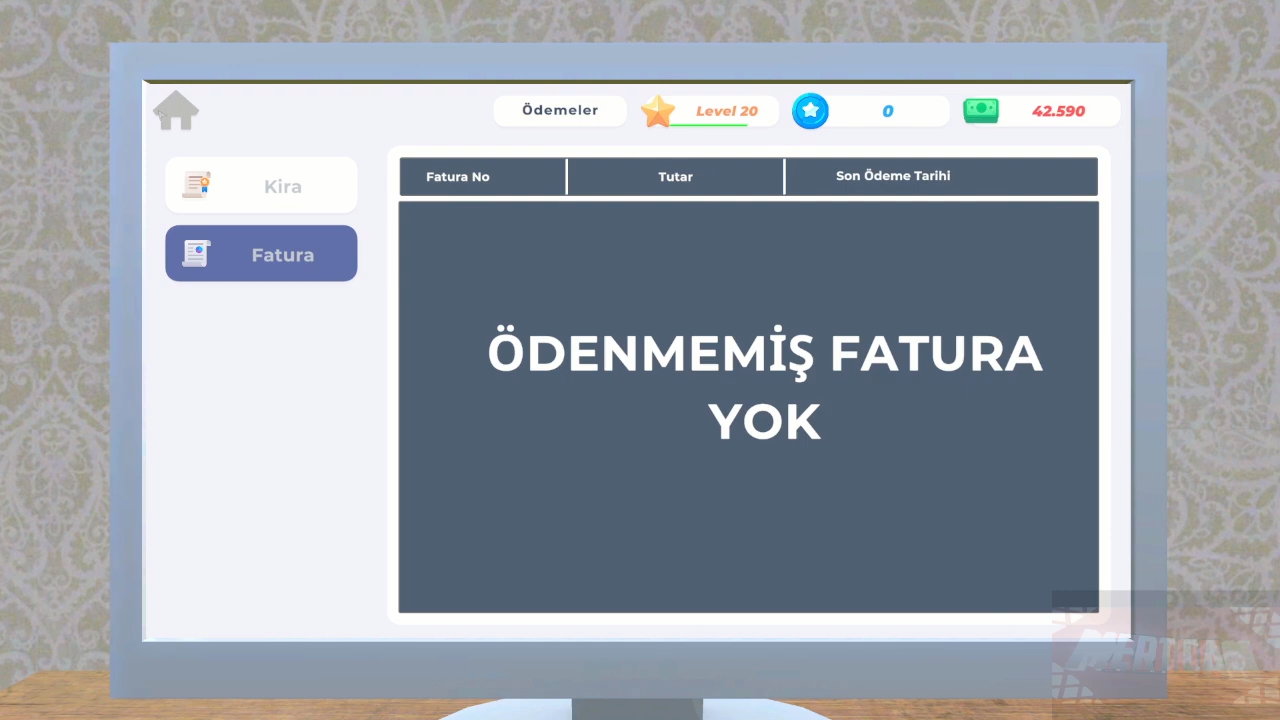 Ödemeler
Level 20
0
42.590
Kira
Fatura
Fatura No
Tutar
Son Ödeme Tarihi
ÖDENMEMİŞ FATURA
YOK